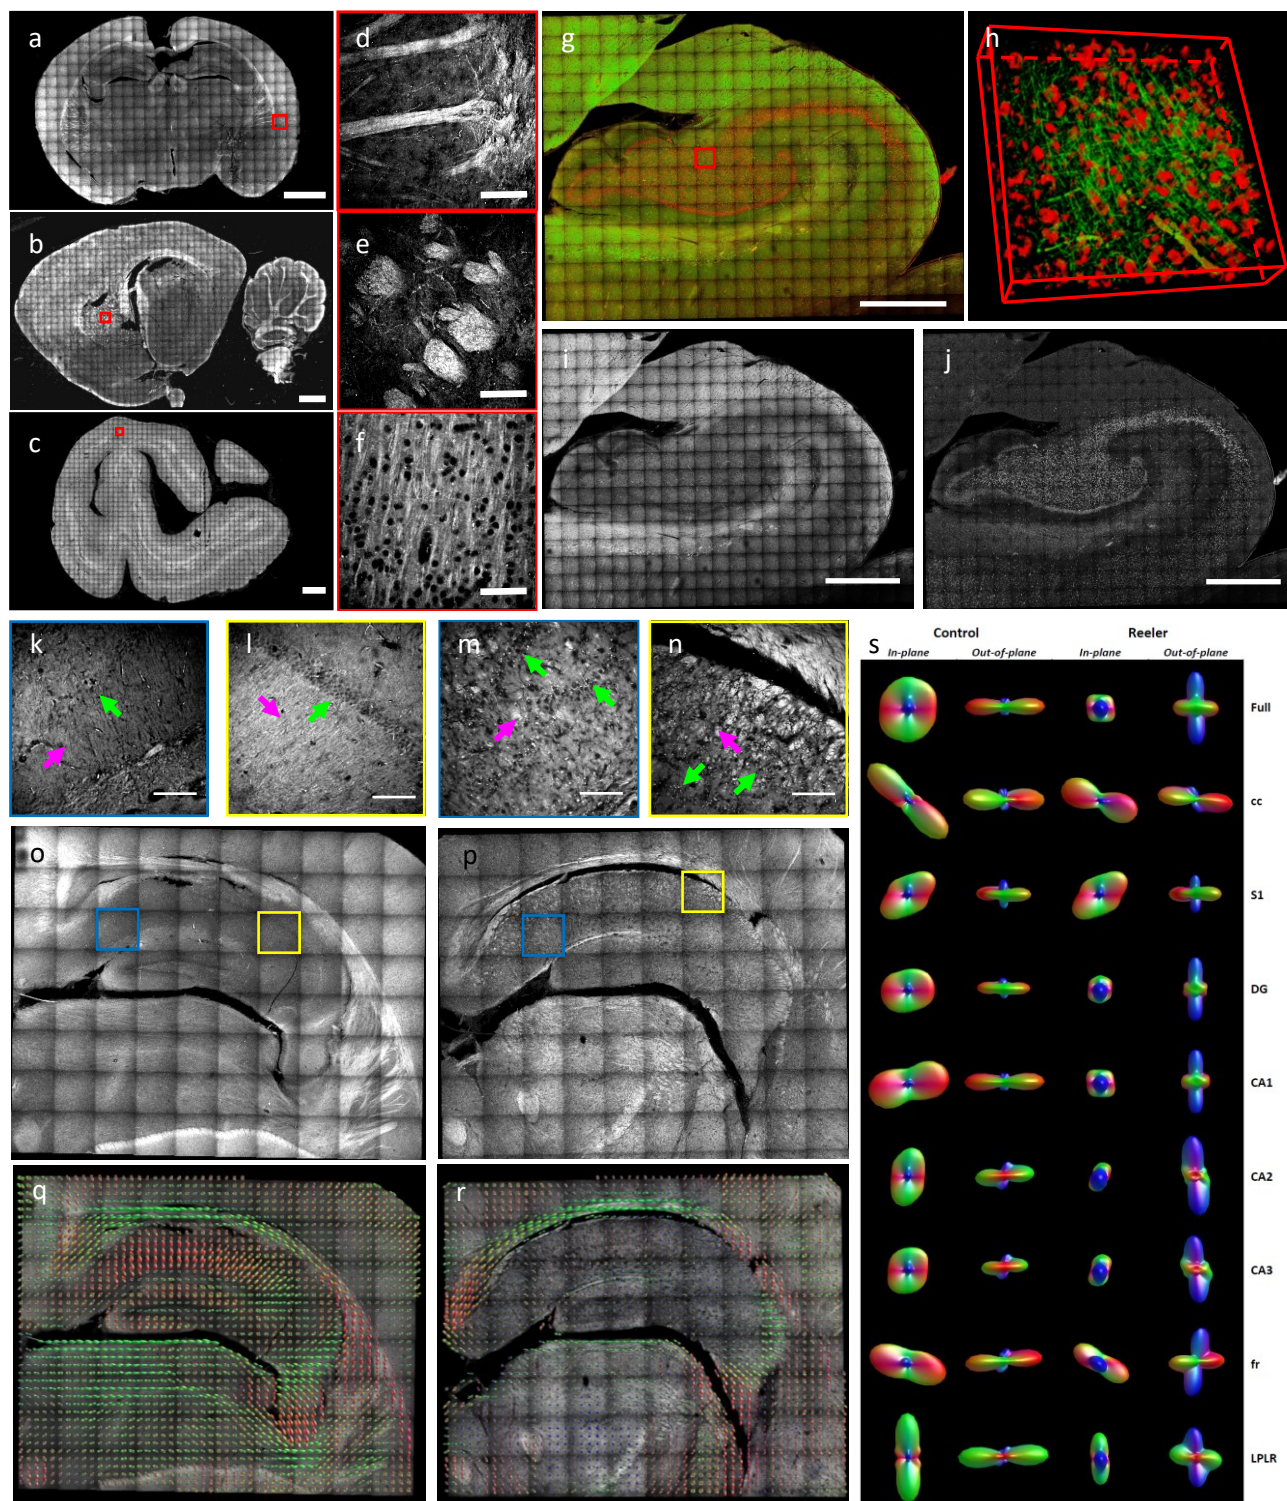 a
d
g
h
b
e
c
f
i
j
k
l
m
n
s
Control Reeler
In-plane Out-of-plane In-plane Out-of-plane
Full
cc
S1
DG
CA1
CA2
CA3
fr
LPLR
o
p
q
r